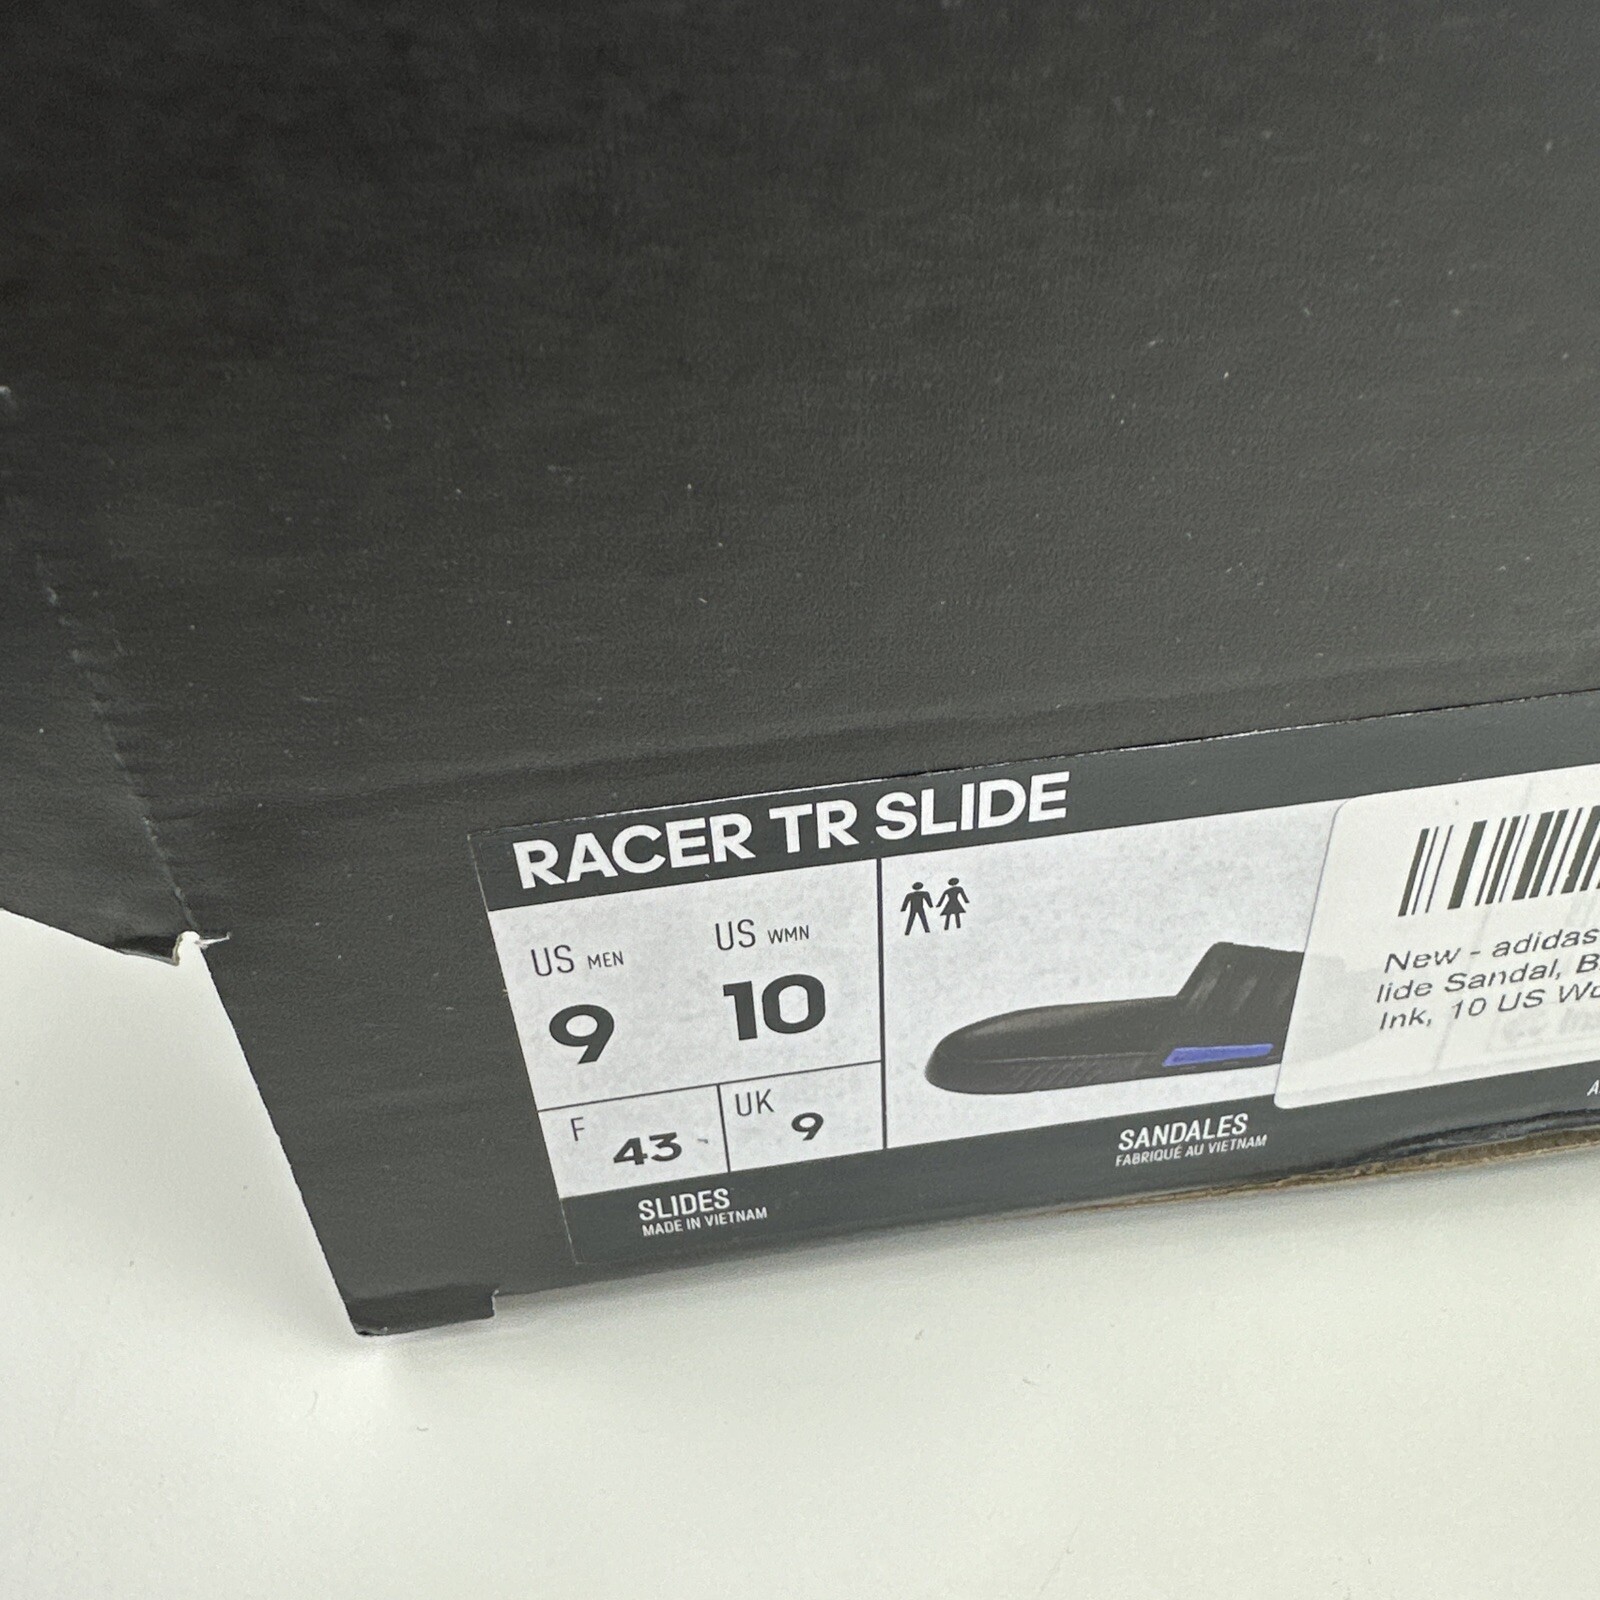 RACER TR SLIDE
US MEN
9
US WMN
10
F 43
UK 9
SLIDES
MADE IN VIETNAM
SANDALES
FABRIQUÉ AU VIETNAM
New - adidas
lide Sandal,
Ink, 10 US